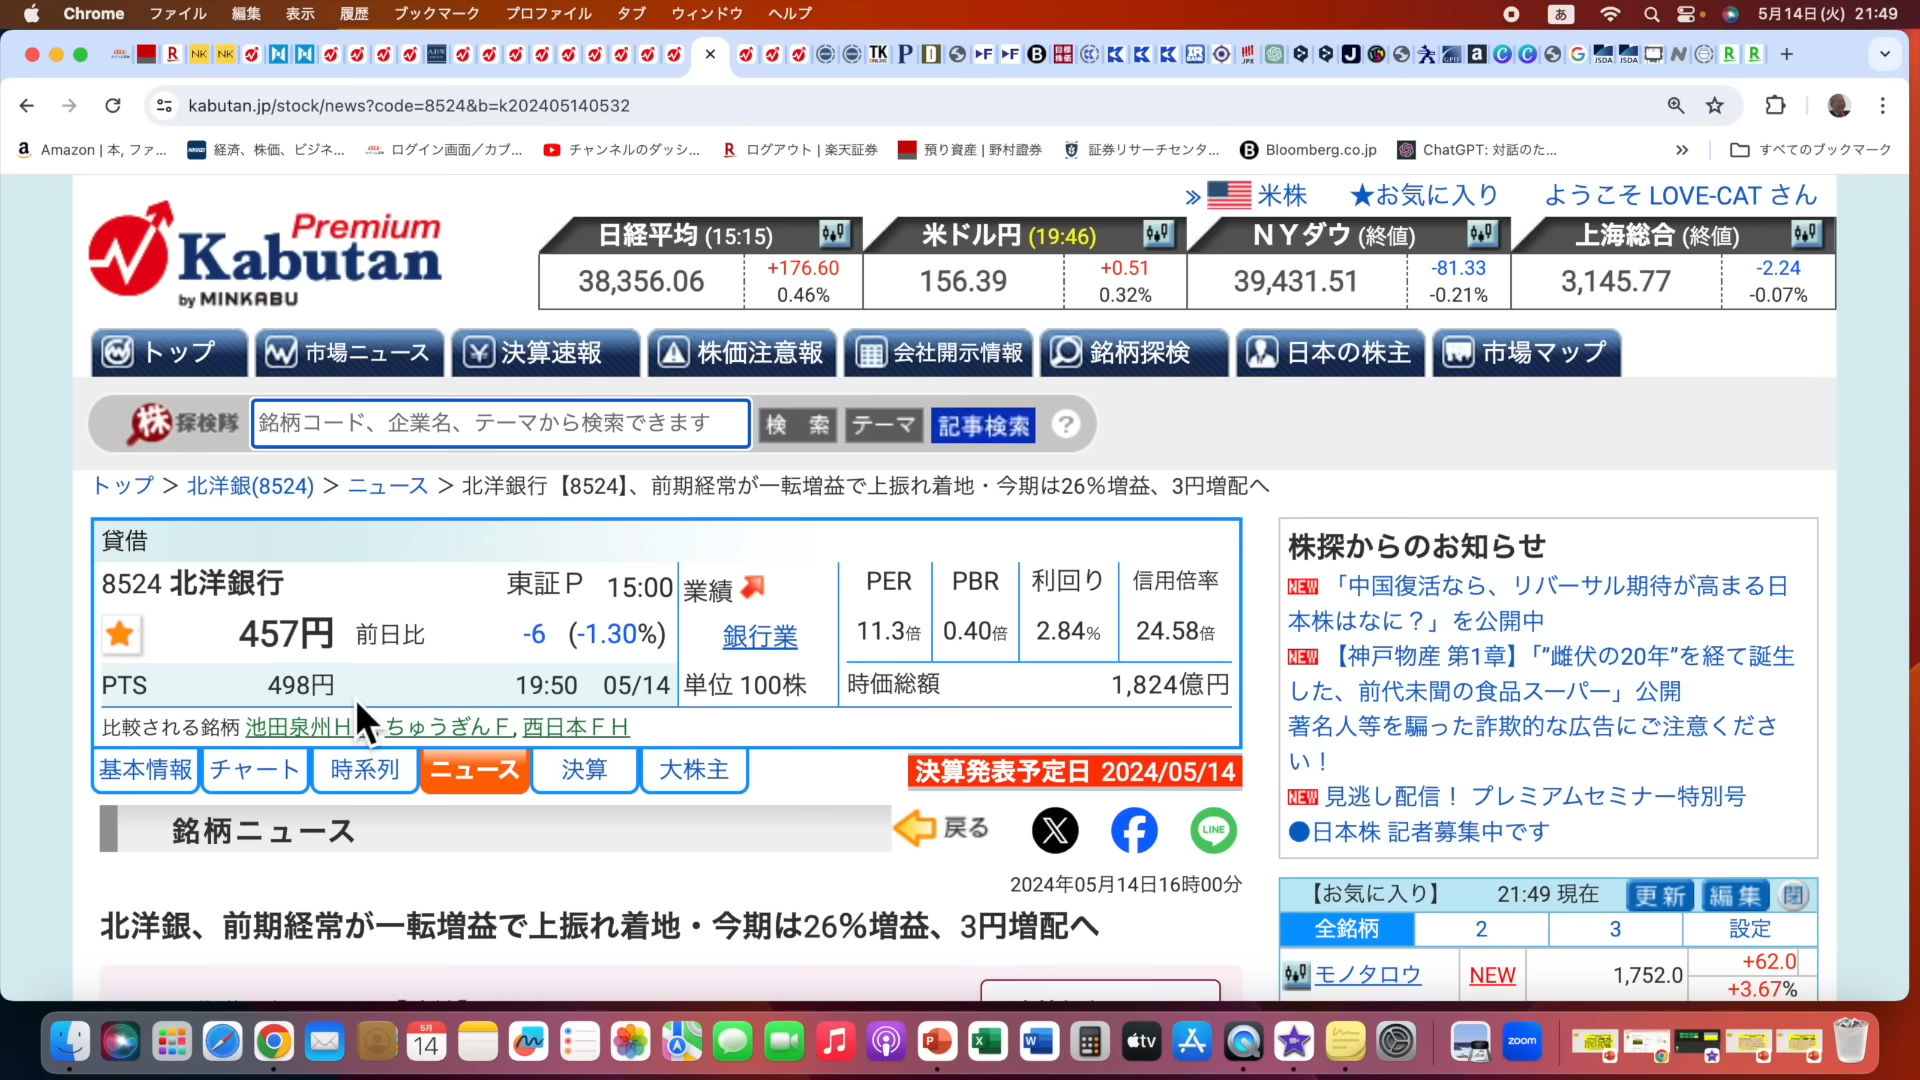 Chrome ファイル 編集 表示 履歴 ブックマーク プロファイル タブ ウィンドウ ヘルプ
あ 5月14日(火) 21:49
kabutan.jp/stock/news?code=8524&b=k202405140532
Amazon | 本, ファ... 経済、株価、ビジネ... ログイン画面／カブ... チャンネルのダッシ... ログアウト | 楽天証券 預り資産 | 野村證券 証券リサーチセンタ... Bloomberg.co.jp ChatGPT: 対話のた... » すべてのブックマーク
≫ 米株 ★お気に入り ようこそ LOVE-CAT さん
Premium
Kabutan
by MINKABU
日経平均 (15:15) 米ドル円 (19:46) ＮＹダウ (終値) 上海総合 (終値)
38,356.06 +176.60 0.46% 156.39 +0.51 0.32% 39,431.51 -81.33 -0.21% 3,145.77 -2.24 -0.07%
トップ 市場ニュース 決算速報 株価注意報 会社開示情報 銘柄探検 日本の株主 市場マップ
株探検隊 銘柄コード、企業名、テーマから検索できます 検 索 テーマ 記事検索 ?
トップ > 北洋銀(8524) > ニュース > 北洋銀行【8524】、前期経常が一転増益で上振れ着地・今期は26％増益、3円増配へ
貸借
8524 北洋銀行 東証Ｐ 15:00 業績 PER PBR 利回り 信用倍率
457円 前日比 -6 (-1.30%) 銀行業 11.3倍 0.40倍 2.84% 24.58倍
PTS 498円 19:50 05/14 単位 100株 時価総額 1,824億円
比較される銘柄 池田泉州Ｈ ちゅうぎんＦ, 西日本ＦＨ
基本情報 チャート 時系列 ニュース 決算 大株主 決算発表予定日 2024/05/14
銘柄ニュース 戻る LINE
2024年05月14日16時00分
北洋銀、前期経常が一転増益で上振れ着地・今期は26％増益、3円増配へ
株探からのお知らせ
NEW 「中国復活なら、リバーサル期待が高まる日
本株はなに？」を公開中
NEW 【神戸物産 第1章】「”雌伏の20年”を経て誕生
した、前代未聞の食品スーパー」公開
著名人等を騙った詐欺的な広告にご注意くださ
い！
NEW 見逃し配信！ プレミアムセミナー特別号
●日本株 記者募集中です
【お気に入り】 21:49 現在 更新 編集 閉
全銘柄 2 3 設定
モノタロウ NEW 1,752.0 +62.0
+3.67%
5月
14
tv
zoom